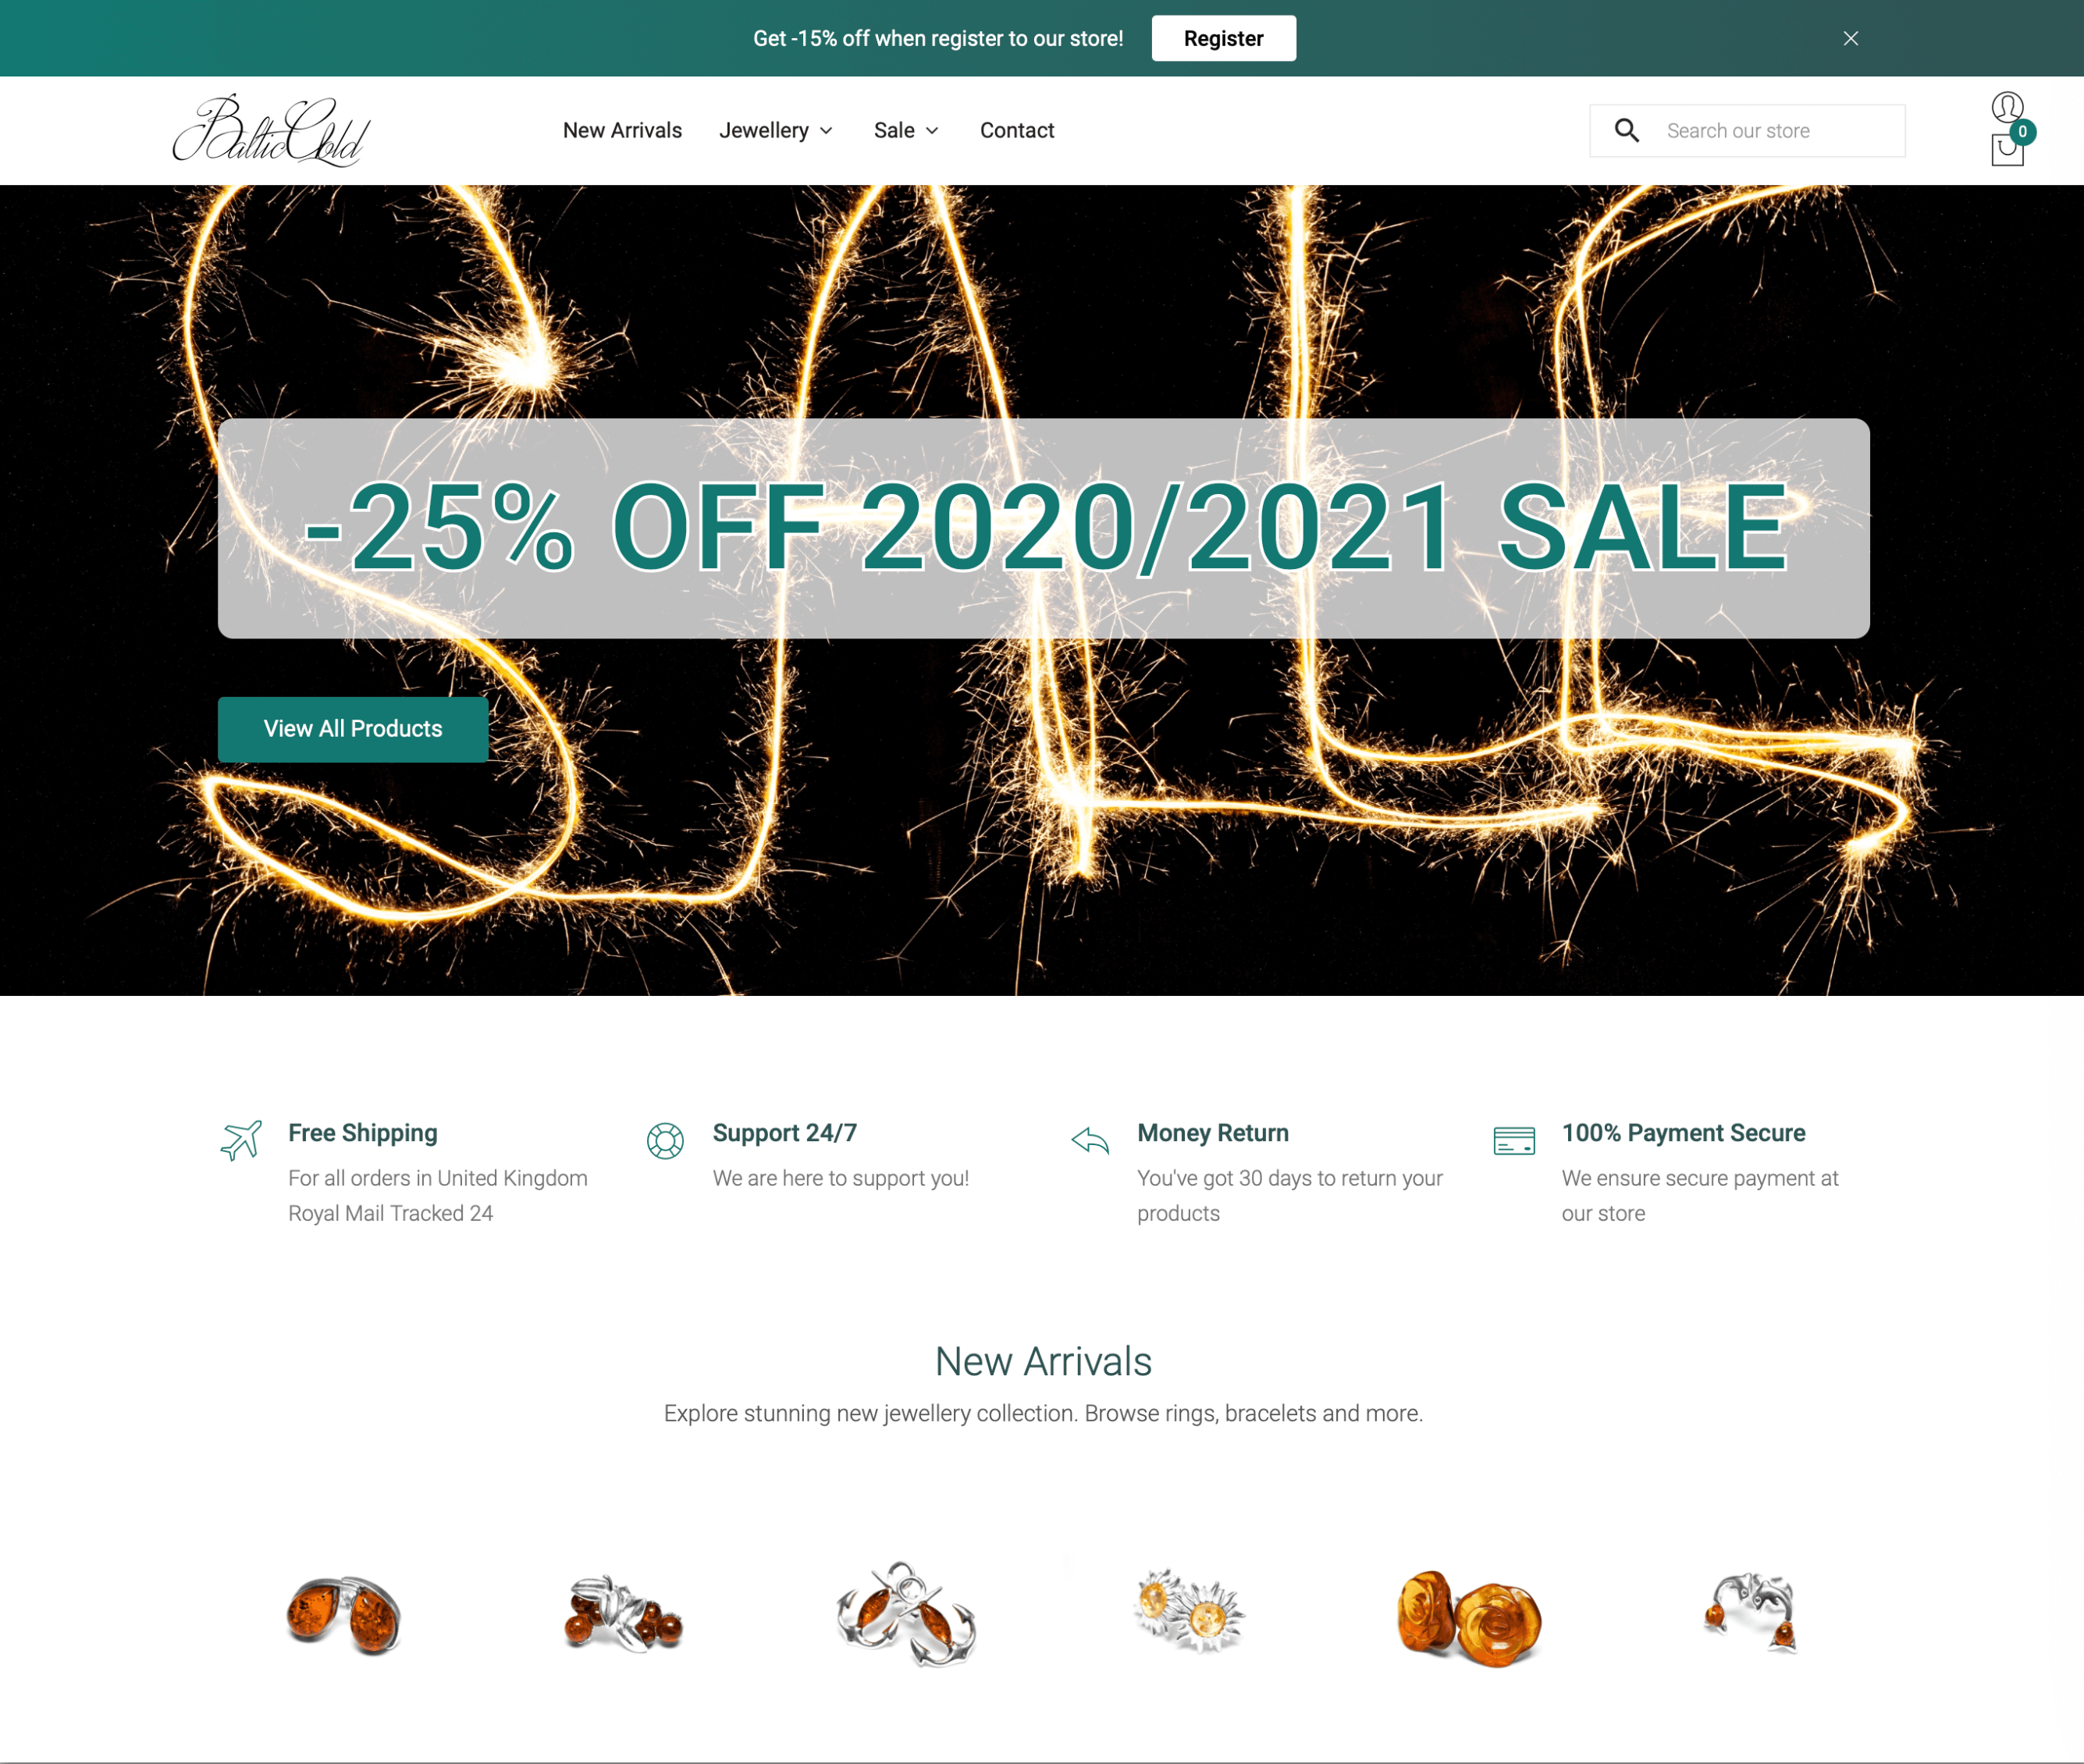 Get -15% off when register to our store!
Register
BalticGold
New Arrivals
Jewellery
Sale
Contact
Search our store
0
SALE
-25% OFF 2020/2021 SALE
View All Products
Free Shipping
For all orders in United Kingdom
Royal Mail Tracked 24
Support 24/7
We are here to support you!
Money Return
You've got 30 days to return your
products
100% Payment Secure
We ensure secure payment at
our store
New Arrivals
Explore stunning new jewellery collection. Browse rings, bracelets and more.